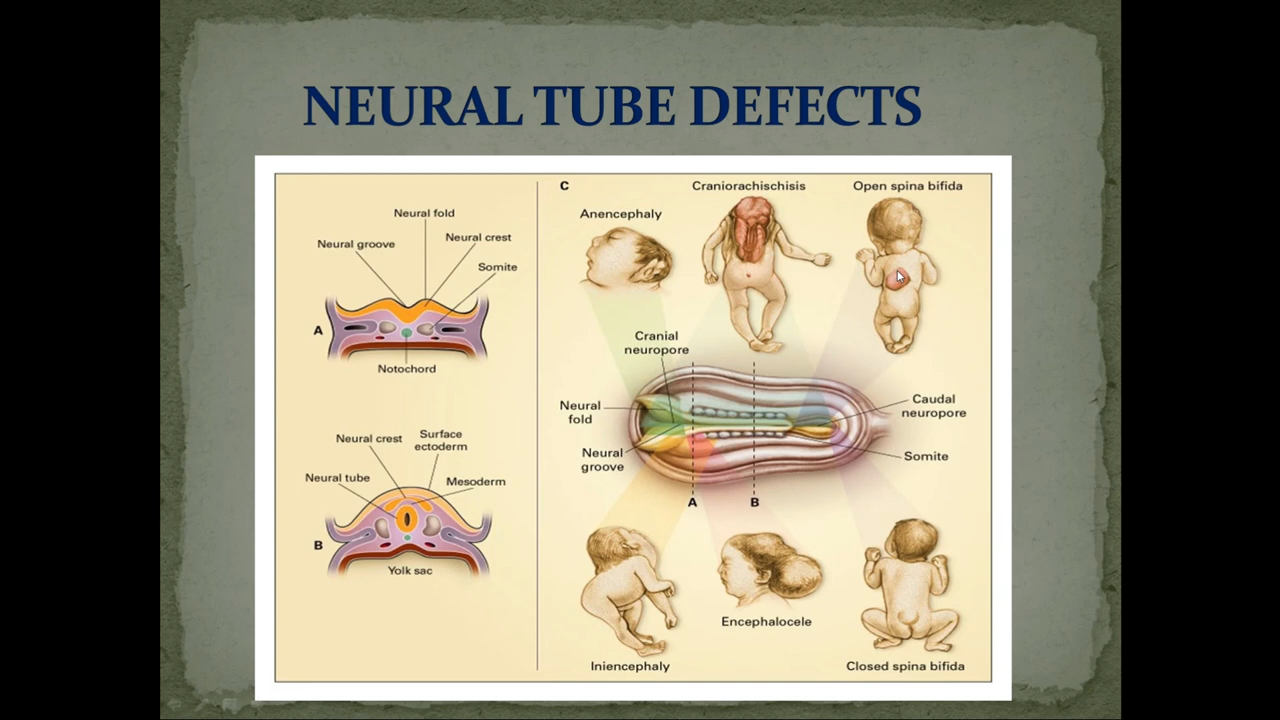 NEURAL TUBE DEFECTS
Neural fold
Neural groove
Neural crest
Somite
A
Notochord
Neural crest
Surface
ectoderm
Neural tube
Mesoderm
B
Yolk sac
C
Craniorachischisis
Open spina bifida
Anencephaly
Cranial
neuropore
Neural
fold
Caudal
neuropore
Neural
groove
Somite
A
B
Encephalocele
Iniencephaly
Closed spina bifida